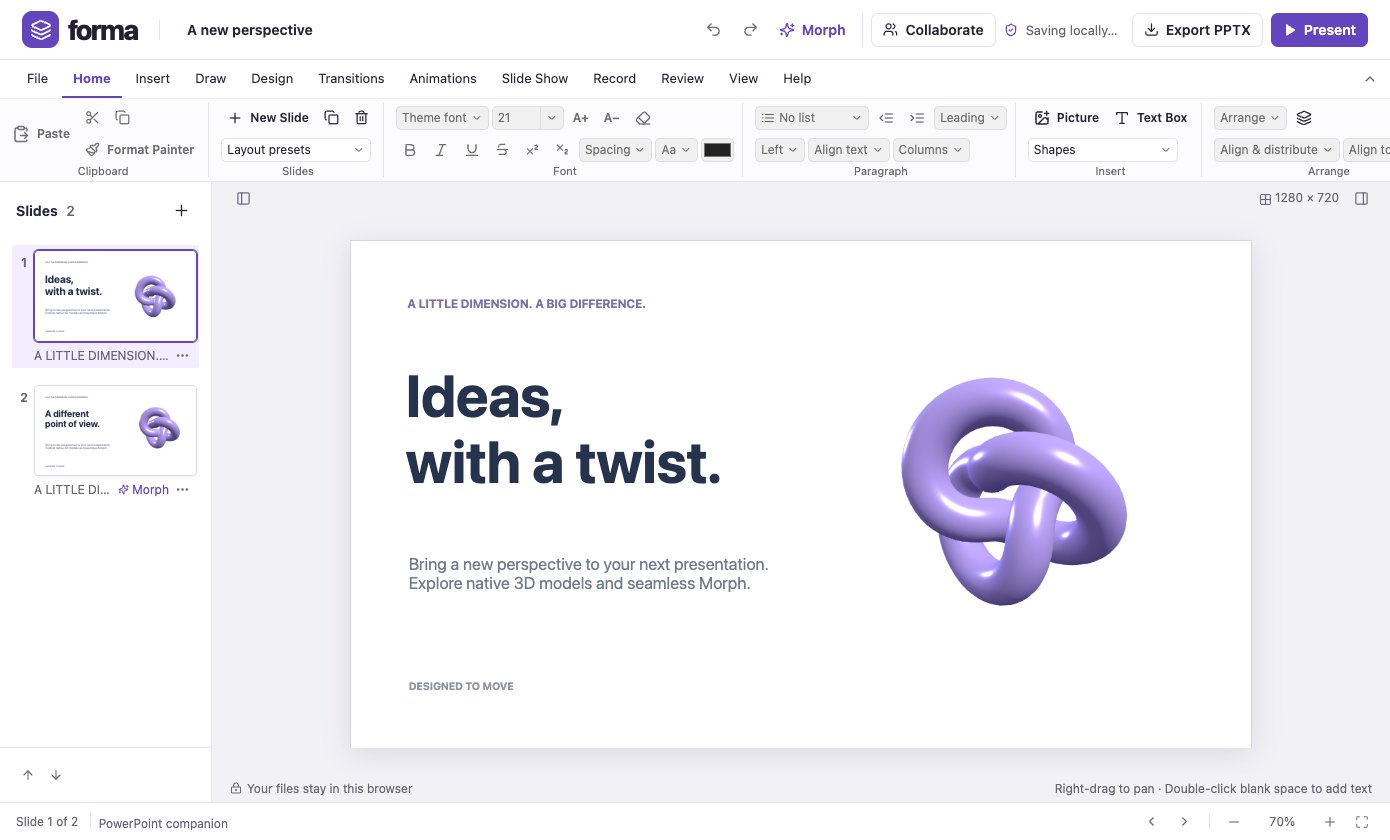 forma
A new perspective
Morph
Collaborate
Saving locally...
Export PPTX
Present
File
Home
Insert
Draw
Design
Transitions
Animations
Slide Show
Record
Review
View
Help
Paste
Format Painter
Clipboard
New Slide
Layout presets
Slides
Theme font
21
A+
A−
B
I
U
S
x²
x₂
Spacing
Aa
Font
No list
Leading
Left
Align text
Columns
Paragraph
Picture
Text Box
Shapes
Insert
Arrange
Align & distribute
Align to
Arrange
Slides 2
1280 × 720
1
Ideas,
with a twist.
A LITTLE DIMENSION....
2
A different
point of view.
A LITTLE DI...
Morph
A LITTLE DIMENSION. A BIG DIFFERENCE.
Ideas,
with a twist.
Bring a new perspective to your next presentation.
Explore native 3D models and seamless Morph.
DESIGNED TO MOVE
Your files stay in this browser
Right-drag to pan · Double-click blank space to add text
Slide 1 of 2
PowerPoint companion
70%